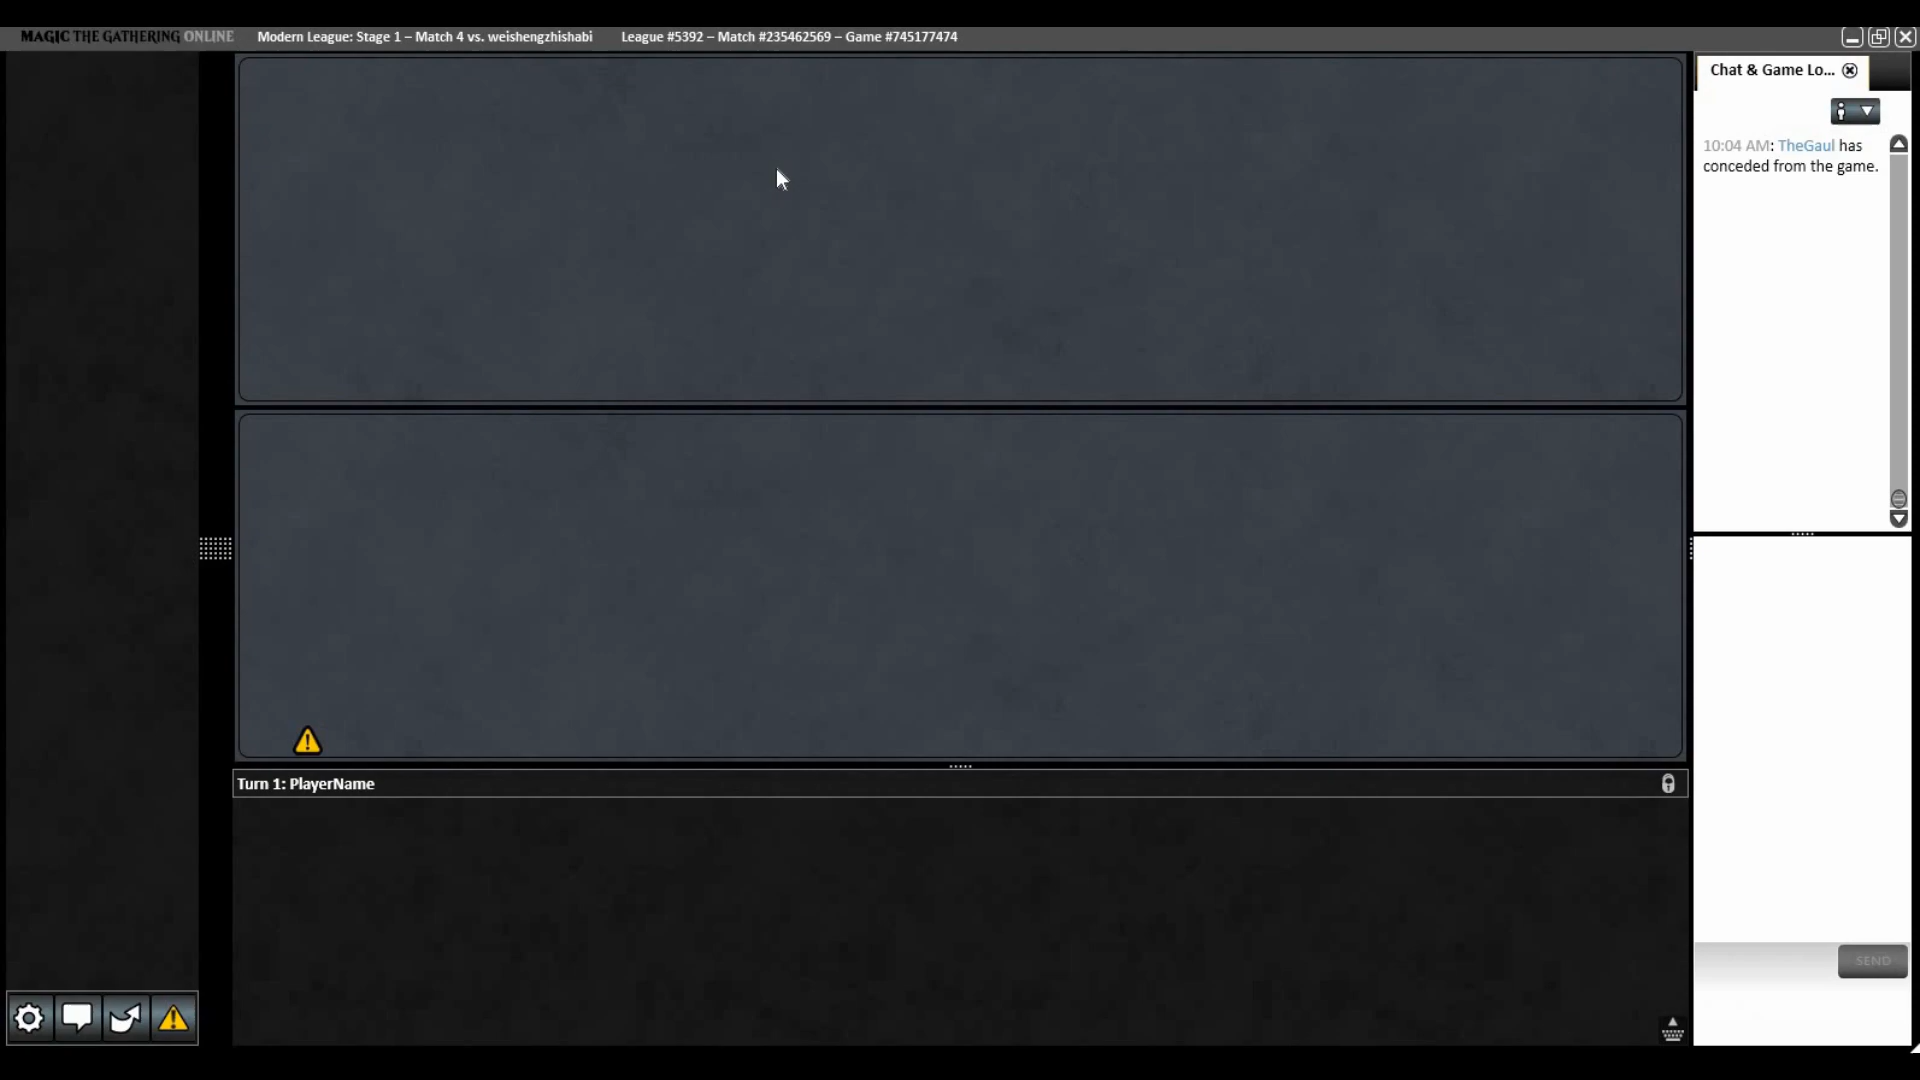 MAGIC THE GATHERING ONLINE Modern League: Stage 1 – Match 4 vs. weishengzhishabi League #5392 – Match #235462569 – Game #745177474
Chat & Game Lo...
10:04 AM: TheGaul has
conceded from the game.
Turn 1: PlayerName
SEND